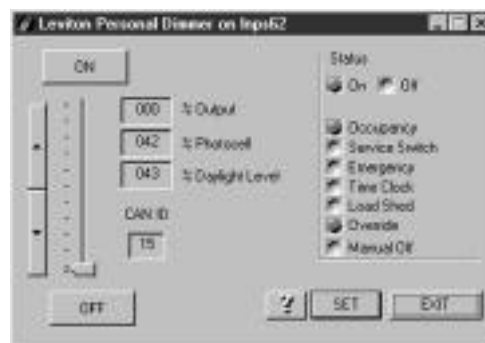 Leviton Personal Dimmer on Inps62
ON
000 % Output
042 % Photocell
043 % Daylight Level
CAN ID
15
OFF
Status
On Off
Occupancy
Service Switch
Emergency
Time Clock
Load Shed
Override
Manual Off
? SET EXIT